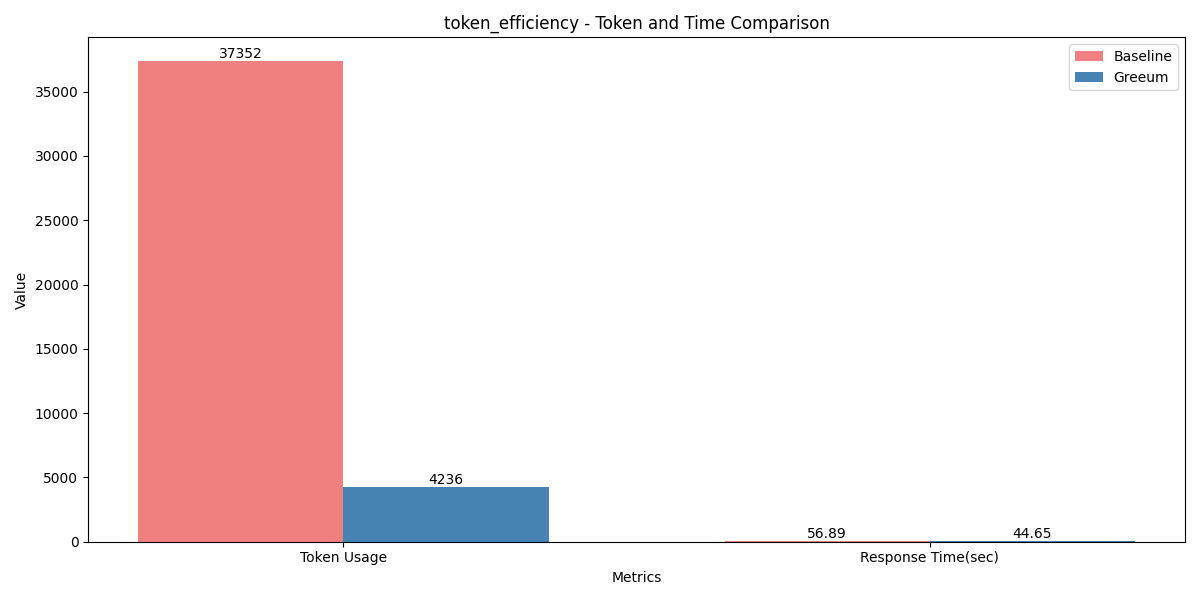 token_efficiency - Token and Time Comparison
37352
Baseline
Greeum
35000
30000
25000
20000
15000
10000
5000
0
Value
4236
56.89
44.65
Token Usage
Response Time(sec)
Metrics